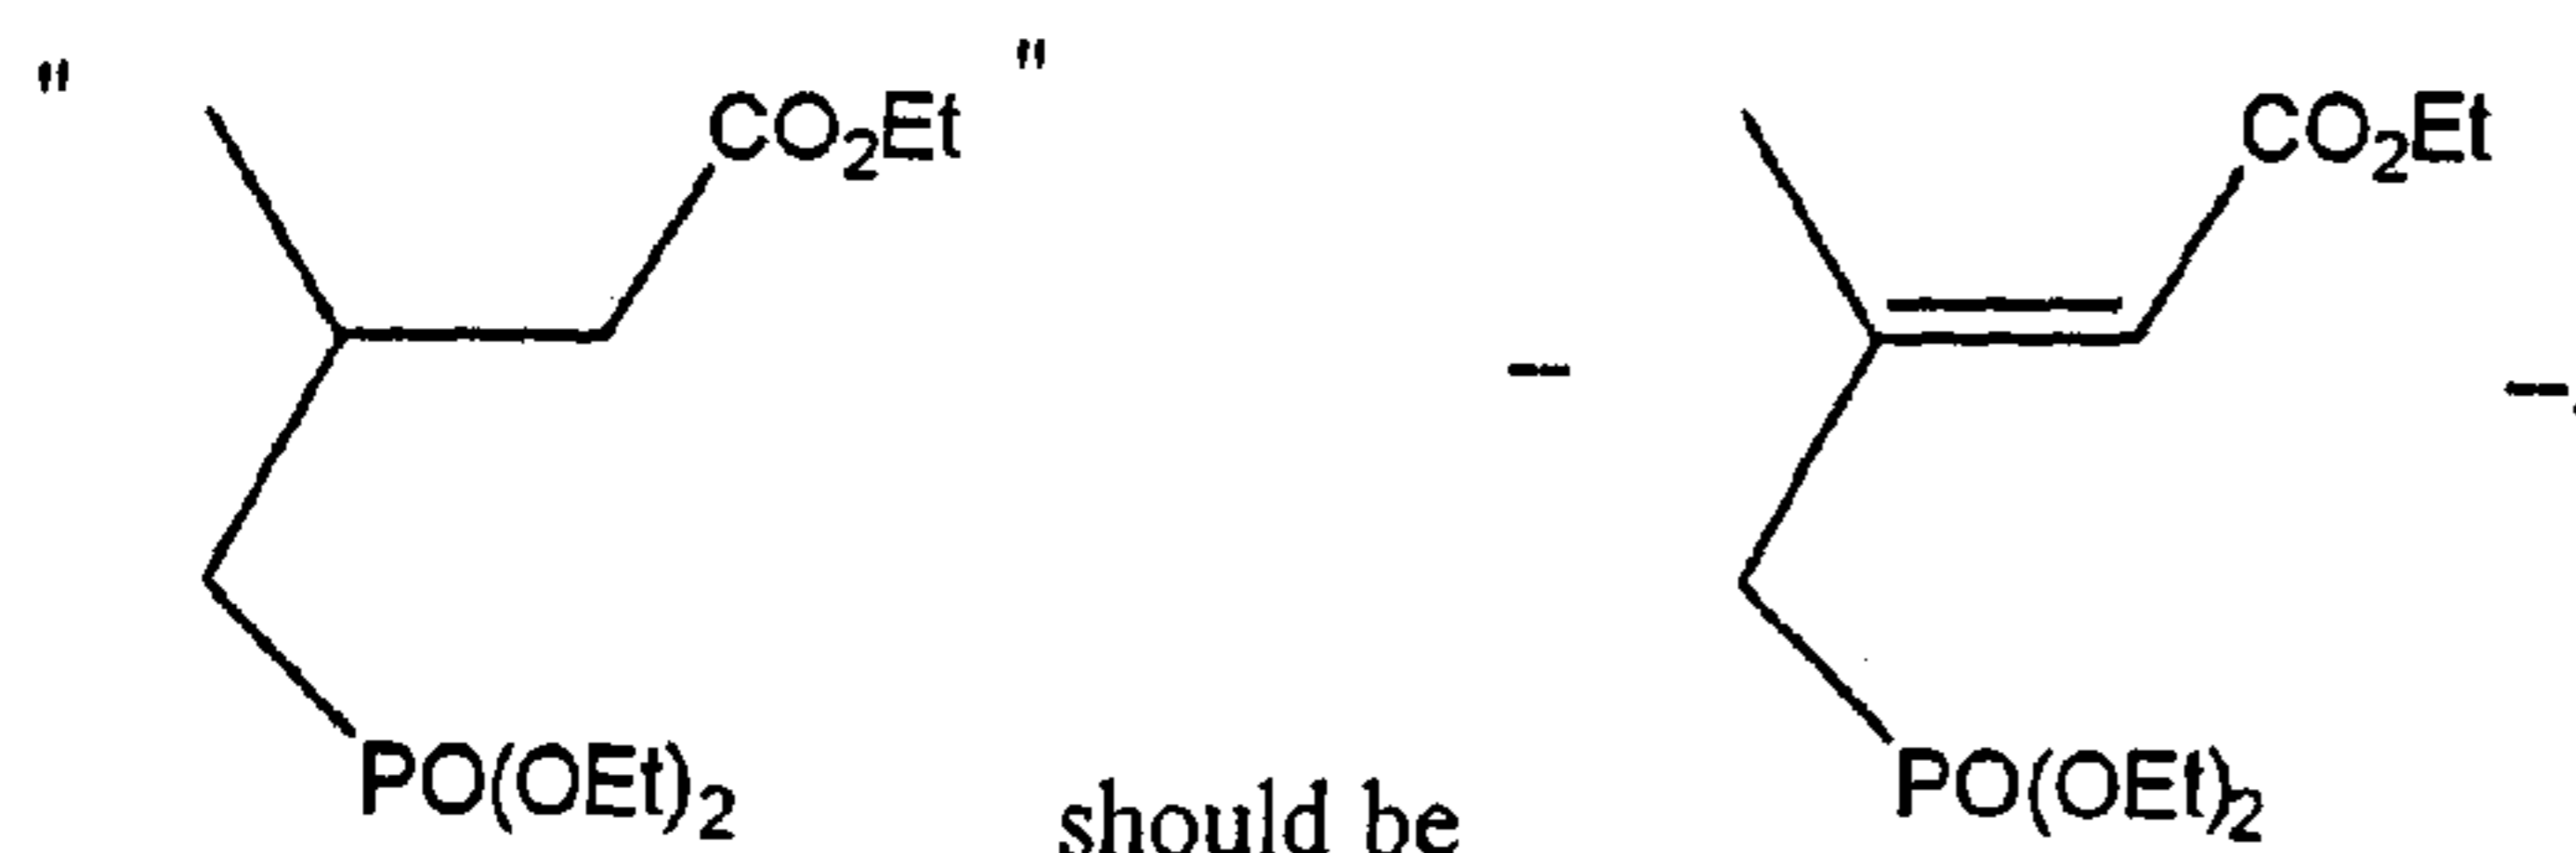 " CO2Et "
PO(OEt)2
should be
– CO2Et –,
PO(OEt)2